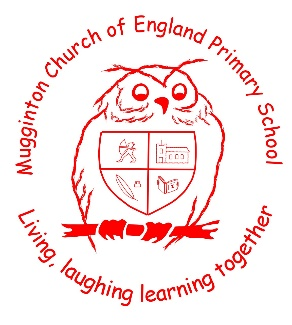 Mugginton Church of England Primary School
Living, laughing learning together